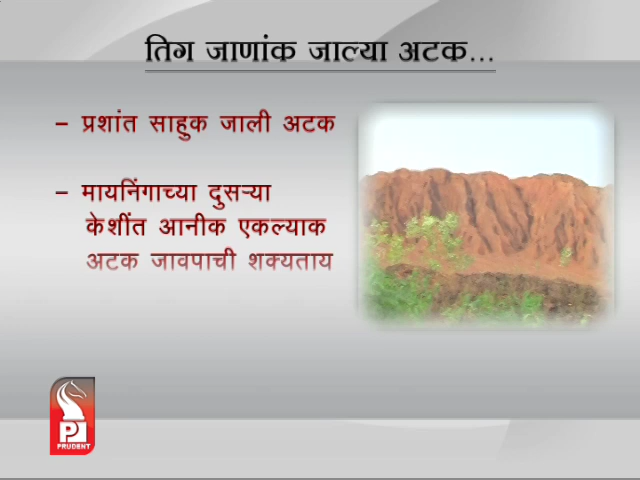 तिग जाणांक जाल्या अटक...
– प्रशांत साहुक जाली अटक
– मायनिंगाच्या दुसऱ्या
केशींत आनीक एकल्याक
अटक जावपाची शक्यताय
P
PRUDENT